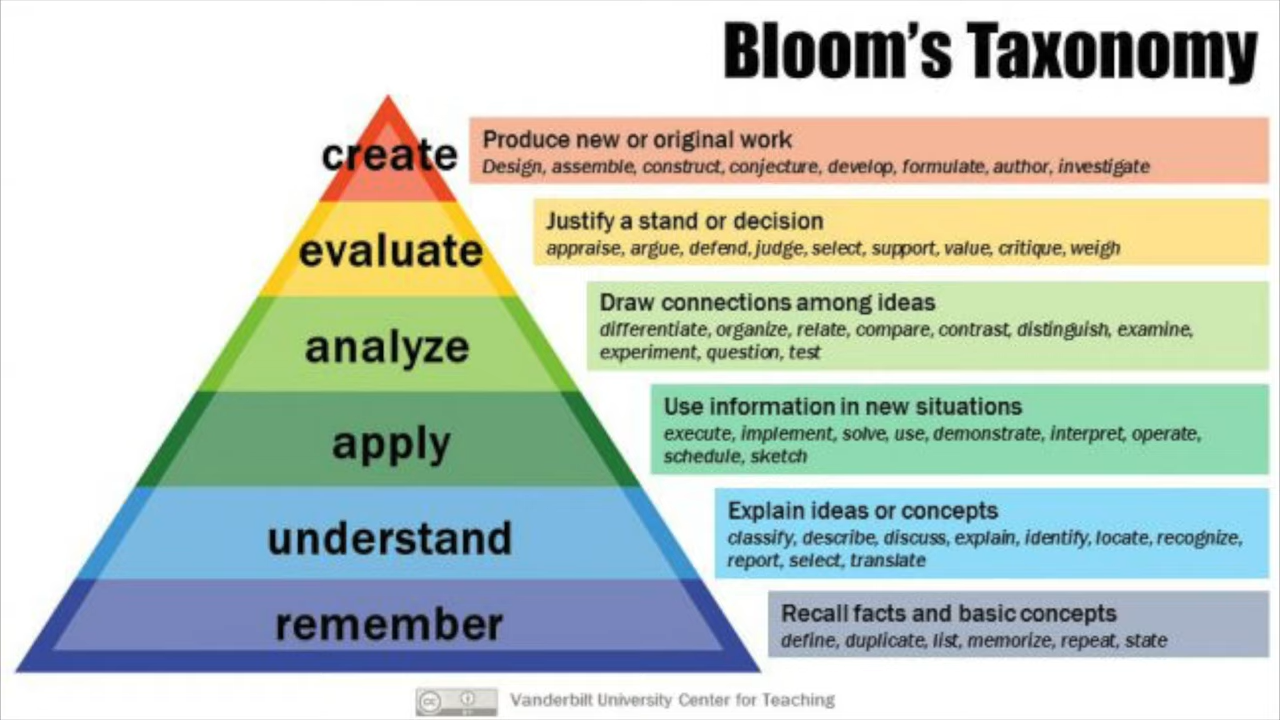 Bloom's Taxonomy
create
Produce new or original work
Design, assemble, construct, conjecture, develop, formulate, author, investigate
evaluate
Justify a stand or decision
appraise, argue, defend, judge, select, support, value, critique, weigh
analyze
Draw connections among ideas
differentiate, organize, relate, compare, contrast, distinguish, examine,
experiment, question, test
apply
Use information in new situations
execute, implement, solve, use, demonstrate, interpret, operate,
schedule, sketch
understand
Explain ideas or concepts
classify, describe, discuss, explain, identify, locate, recognize,
report, select, translate
remember
Recall facts and basic concepts
define, duplicate, list, memorize, repeat, state
cc
Vanderbilt University Center for Teaching